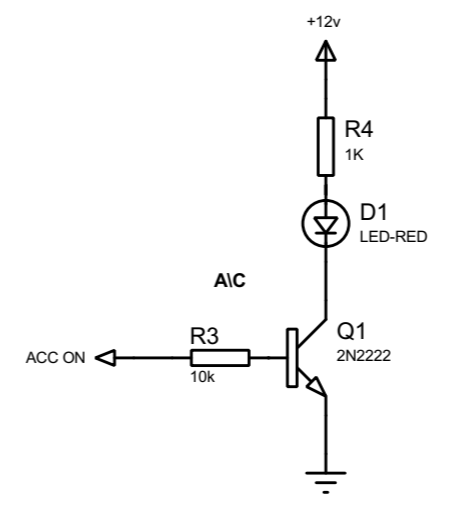 +12v
R4
1K
D1
LED-RED
A\C
R3
Q1
ACC ON
2N2222
10k